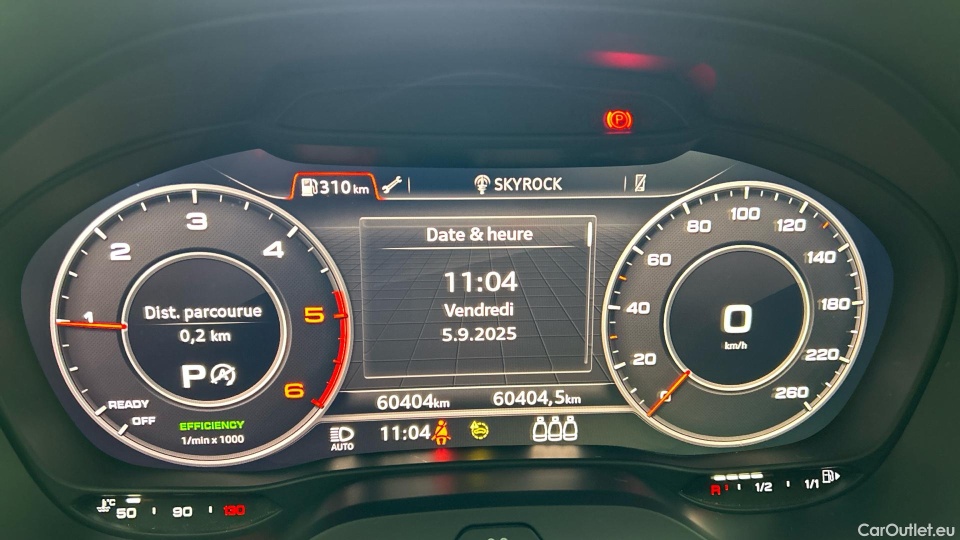 P
310 km
SKYROCK
Date & heure
11:04
Vendredi
5.9.2025
1
2
3
4
5
6
Dist. parcourue
0,2 km
P A
READY
OFF
EFFICIENCY
1/min x 1000
0
20
40
60
80
100
120
140
180
220
260
0
km/h
60404km
60404,5km
AUTO
11:04
°C
50
90
130
R
1/2
1/1
CarOutlet.eu